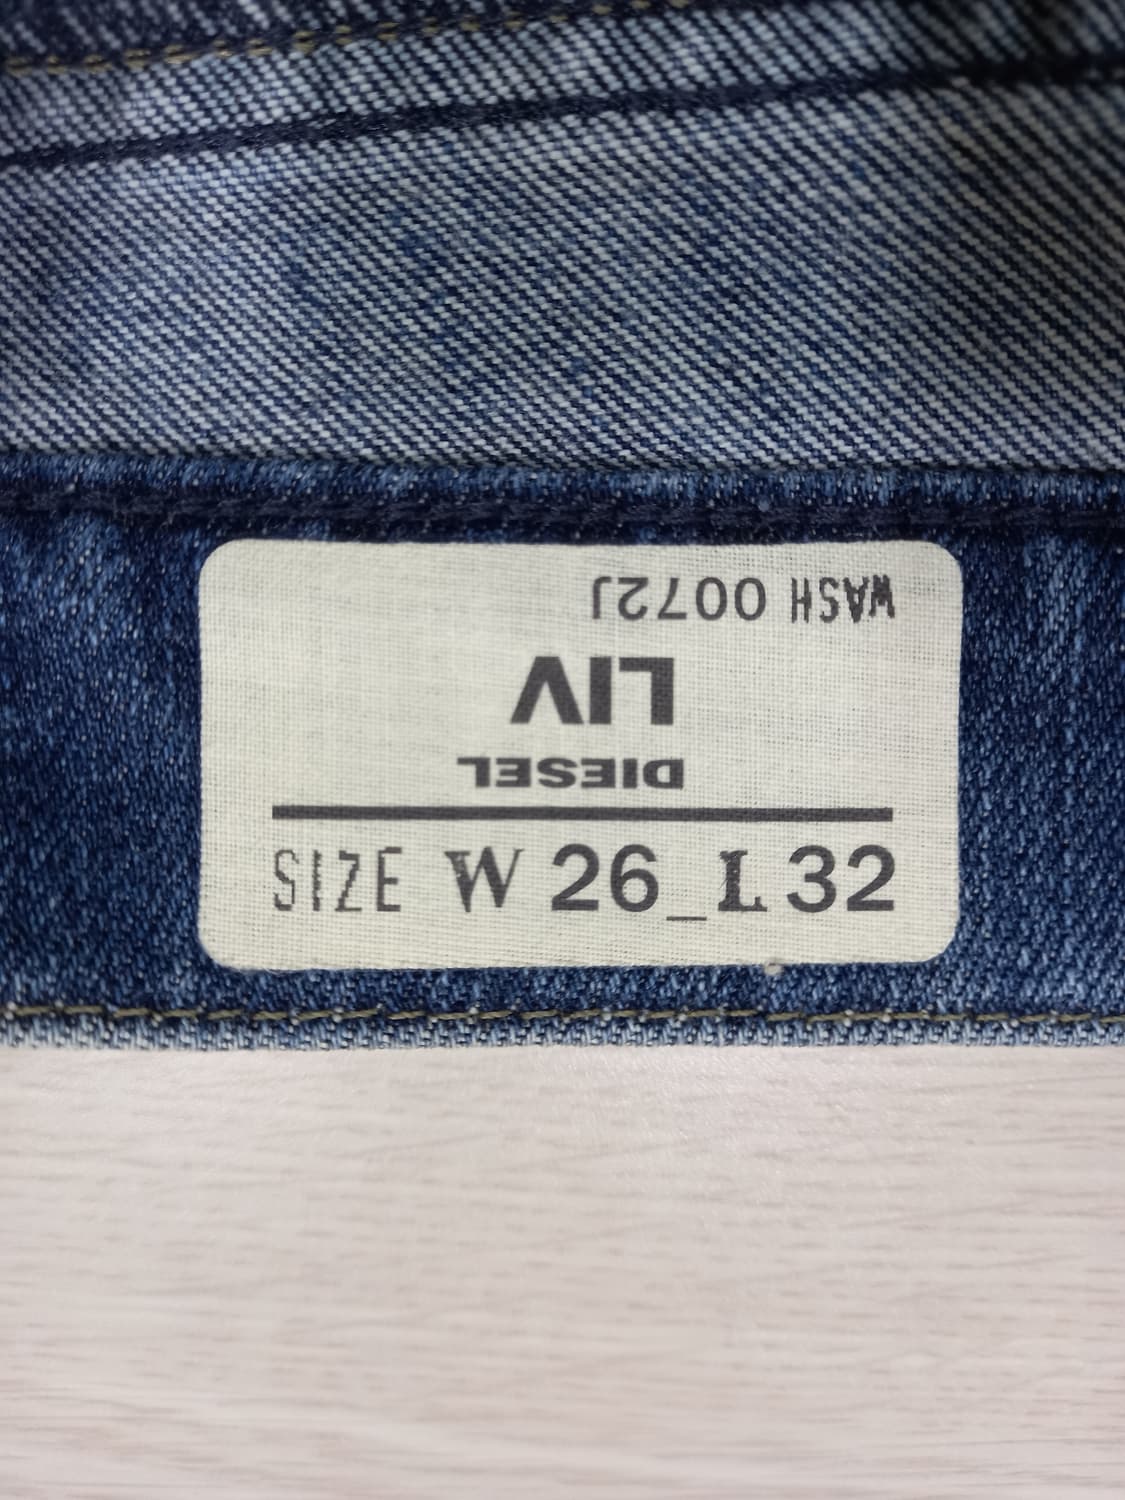 WASH 0072J
LIV
DIESEL
SIZE W 26_L 32